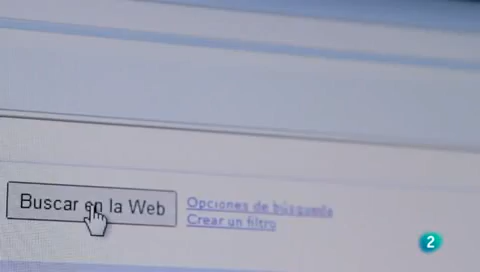 Buscar en la Web
Opciones de búsqueda
Crear un filtro
2